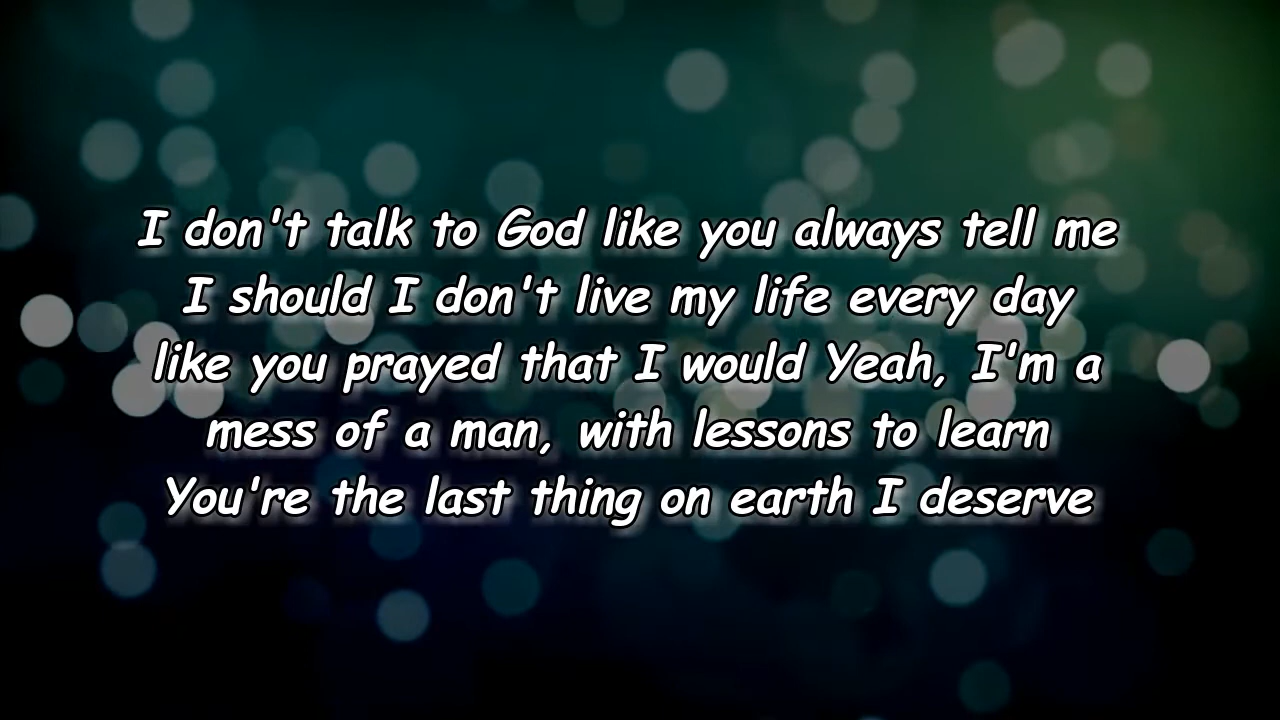 I don't talk to God like you always tell me
I should I don't live my life every day
like you prayed that I would Yeah, I'm a
mess of a man, with lessons to learn
You're the last thing on earth I deserve